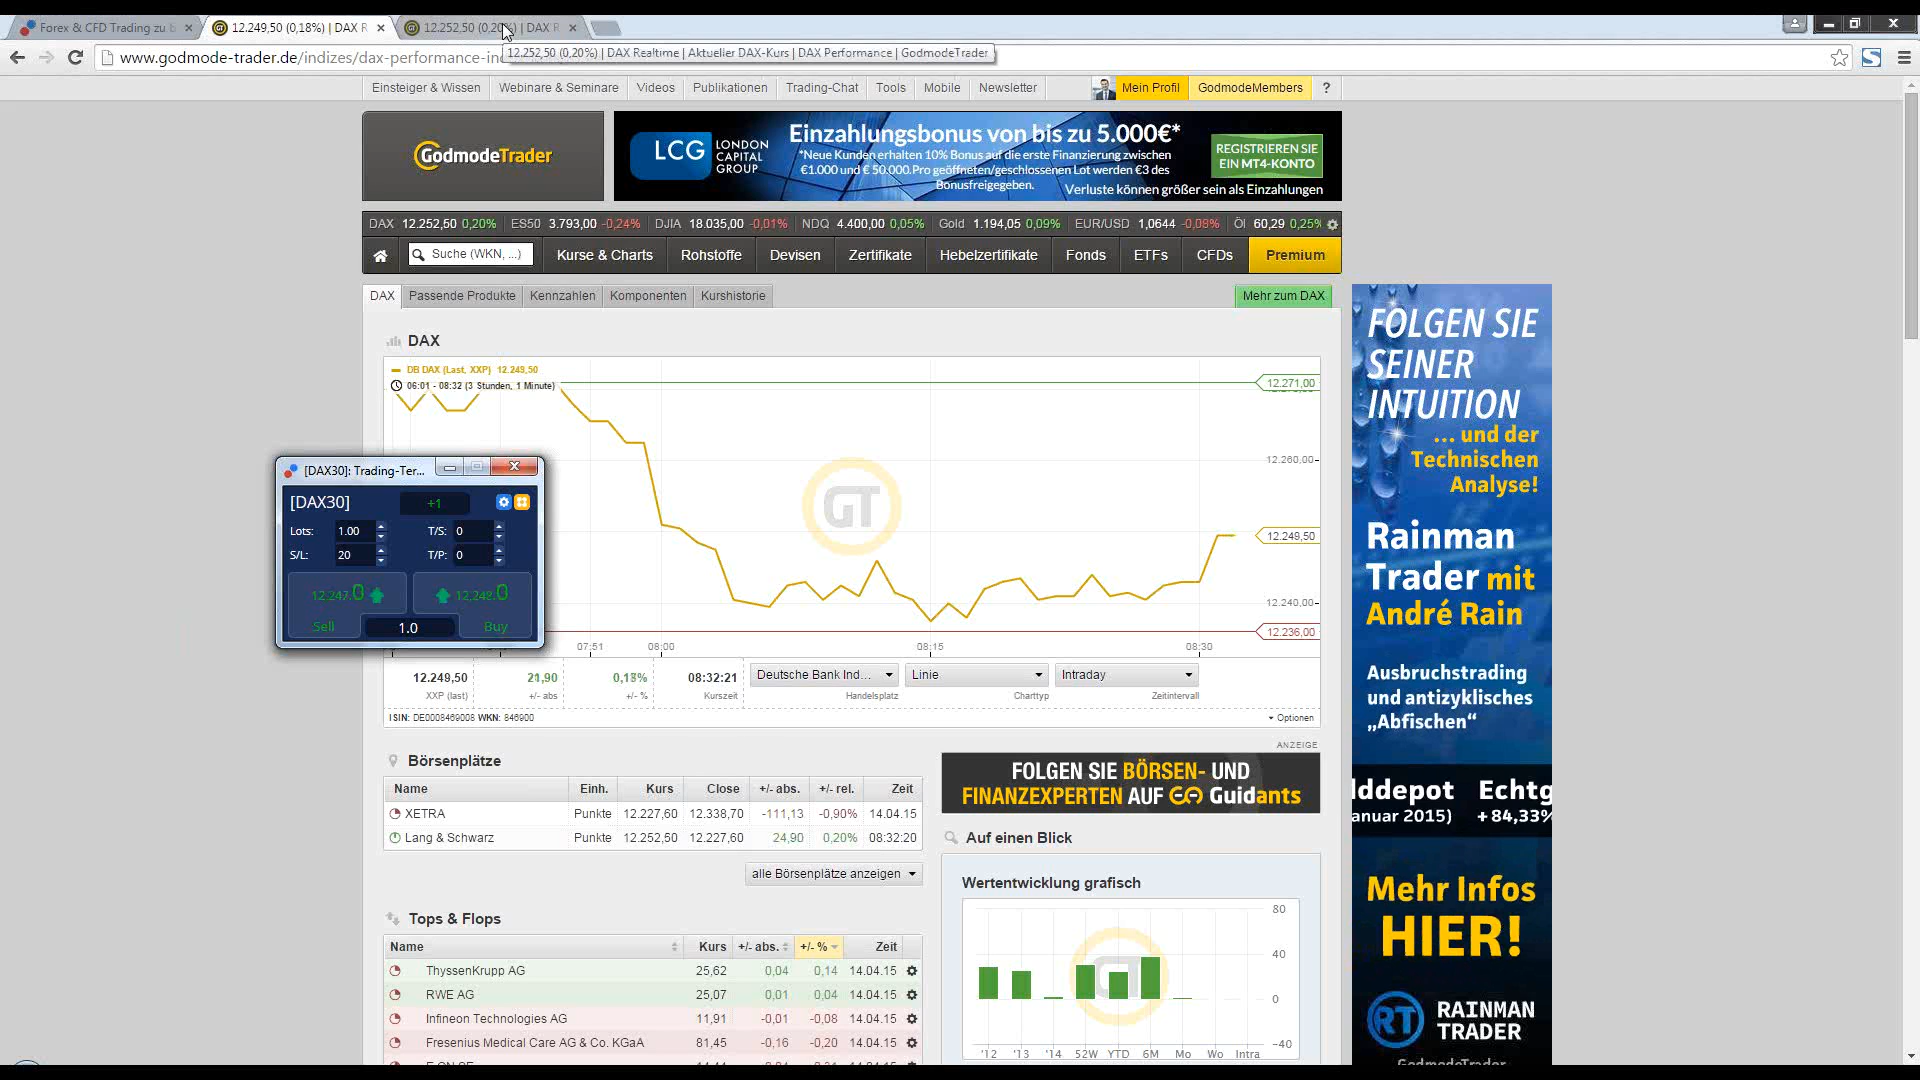 Forex & CFD Trading zu b
12.249,50 (0,18%) | DAX R
12.252,50 (0,20%) | DAX R
www.godmode-trader.de/indizes/dax-performance-in
12.252,50 (0,20%) | DAX Realtime | Aktueller DAX-Kurs | DAX Performance | GodmodeTrader
Einsteiger & Wissen
Webinare & Seminare
Videos
Publikationen
Trading-Chat
Tools
Mobile
Newsletter
Mein Profil
GodmodeMembers
?
GodmodeTrader
LCG LONDON CAPITAL GROUP
Einzahlungsbonus von bis zu 5.000€*
*Neue Kunden erhalten 10% Bonus auf die erste Finanzierung zwischen
€1.000 und € 50.000.Pro geöffneten/geschlossenen Lot werden €3 des
Bonusfreigegeben.
Verluste können größer sein als Einzahlungen
REGISTRIEREN SIE
EIN MT4-KONTO
DAX 12.252,50 0,20% ES50 3.793,00 -0,24% DJIA 18.035,00 -0,01% NDQ 4.400,00 0,05% Gold 1.194,05 0,09% EUR/USD 1,0644 -0,08% Öl 60,29 0,25%
Suche (WKN, ...)
Kurse & Charts
Rohstoffe
Devisen
Zertifikate
Hebelzertifikate
Fonds
ETFs
CFDs
Premium
DAX
Passende Produkte
Kennzahlen
Komponenten
Kurshistorie
Mehr zum DAX
DAX
DB DAX (Last, XXP) 12.249,50
06:01 - 08:32 (3 Stunden, 1 Minute)
12.271,00
12.260,00
12.249,50
12.240,00
12.236,00
GT
07:51
08:00
08:15
08:30
[DAX30]: Trading-Ter...
[DAX30]
+1
Lots: 1.00
T/S: 0
S/L: 20
T/P: 0
12,247.0
12,248.0
Sell
1.0
Buy
12.249,50
XXP (last)
21,90
+/- abs
0,18%
+/- %
08:32:21
Kurszeit
Deutsche Bank Ind...
Handelsplatz
Linie
Charttyp
Intraday
Zeitintervall
ISIN: DE0008469008 WKN: 846900
Optionen
Börsenplätze
Name Einh. Kurs Close +/- abs. +/- rel. Zeit
XETRA Punkte 12.227,60 12.338,70 -111,13 -0,90% 14.04.15
Lang & Schwarz Punkte 12.252,50 12.227,60 24,90 0,20% 08:32:20
alle Börsenplätze anzeigen
Tops & Flops
Name Kurs +/- abs. +/- % Zeit
ThyssenKrupp AG 25,62 0,04 0,14 14.04.15
RWE AG 25,07 0,01 0,04 14.04.15
Infineon Technologies AG 11,91 -0,01 -0,08 14.04.15
Fresenius Medical Care AG & Co. KGaA 81,45 -0,16 -0,20 14.04.15
ANZEIGE
FOLGEN SIE BÖRSEN- UND
FINANZEXPERTEN AUF Guidants
Auf einen Blick
Wertentwicklung grafisch
80
40
0
-40
GT
'12 '13 '14 52W YTD 6M Mo Wo Intra
FOLGEN SIE
SEINER
INTUITION
... und der
Technischen
Analyse!
Rainman
Trader mit
André Rain
Ausbruchstrading
und antizyklisches
„Abfischen“
lddepot Echtg
anuar 2015) + 84,33%
Mehr Infos
HIER!
RT RAINMAN
TRADER
GodmodeTrader